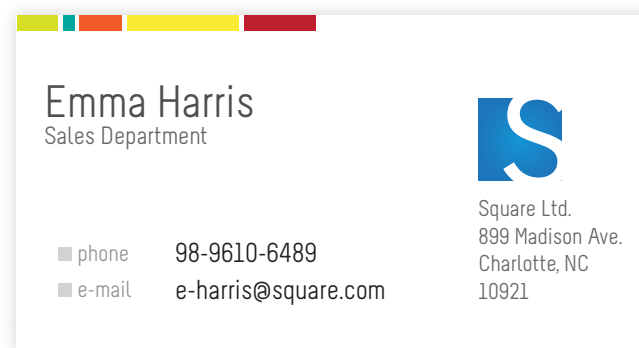 Emma Harris
Sales Department
phone 98-9610-6489
e-mail e-harris@square.com
S
Square Ltd.
899 Madison Ave.
Charlotte, NC
10921